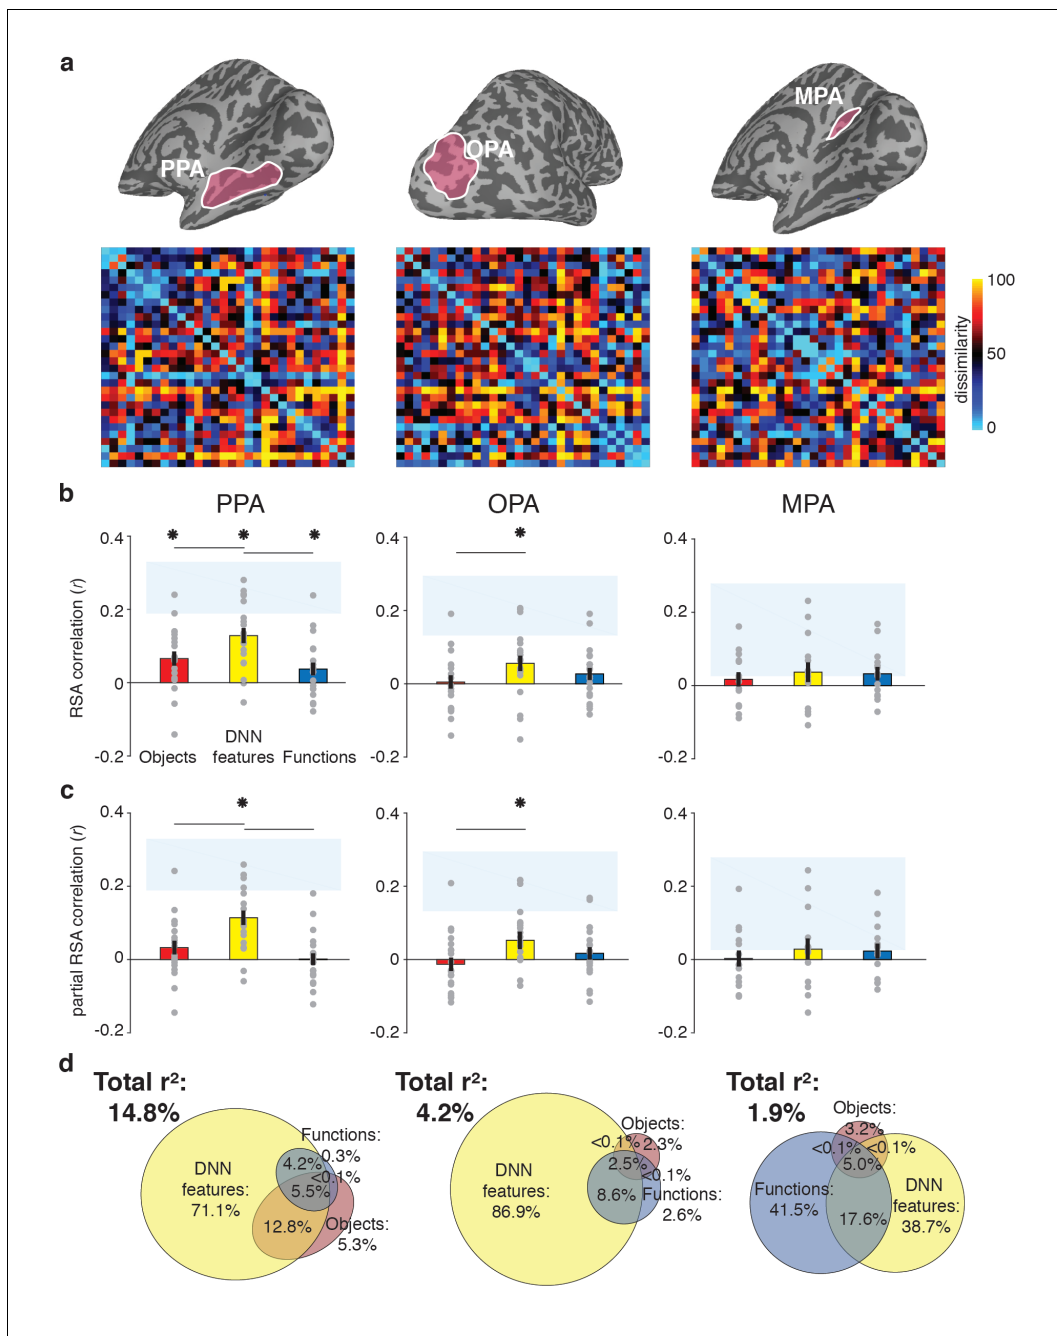 a
PPA
OPA
MPA
100
50
0
dissimilarity
b
PPA
OPA
MPA
RSA correlation (r)
0.4
0.2
0
-0.2
Objects
DNN
features
Functions
0.4
0.2
0
-0.2
0.4
0.2
0
-0.2
c
partial RSA correlation (r)
0.4
0.2
0
-0.2
0.4
0.2
0
-0.2
0.4
0.2
0
-0.2
d
Total r²:
14.8%
DNN
features:
71.1%
Functions:
0.3%
4.2%
<0.1%
5.5%
12.8%
Objects:
5.3%
Total r²:
4.2%
DNN
features:
86.9%
Objects:
2.3%
<0.1%
2.5%
<0.1%
8.6%
Functions:
2.6%
Total r²:
1.9%
Objects:
3.2%
<0.1%
<0.1%
5.0%
Functions:
41.5%
17.6%
DNN
features:
38.7%